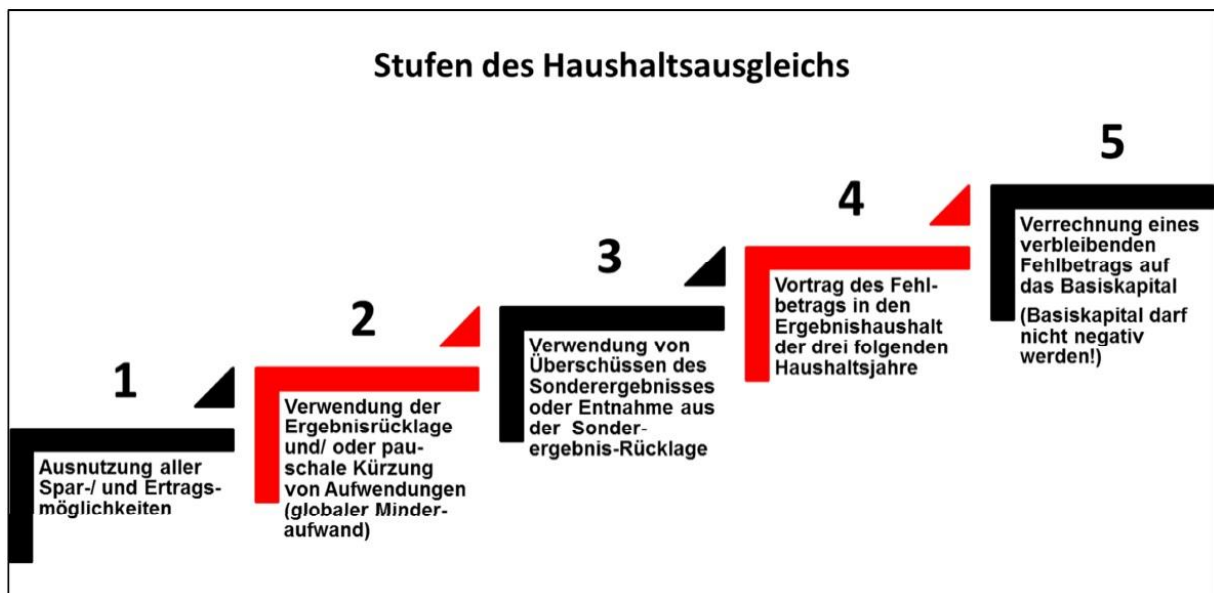 Stufen des Haushaltsausgleichs
1
Ausnutzung aller
Spar-/ und Ertrags-
möglichkeiten
2
Verwendung der
Ergebnisrücklage
und/ oder pau-
schale Kürzung
von Aufwendungen
(globaler Minder-
aufwand)
3
Verwendung von
Überschüssen des
Sonderergebnisses
oder Entnahme aus
der Sonder-
ergebnis-Rücklage
4
Vortrag des Fehl-
betrags in den
Ergebnishaushalt
der drei folgenden
Haushaltsjahre
5
Verrechnung eines
verbleibenden
Fehlbetrags auf
das Basiskapital
(Basiskapital darf
nicht negativ
werden!)